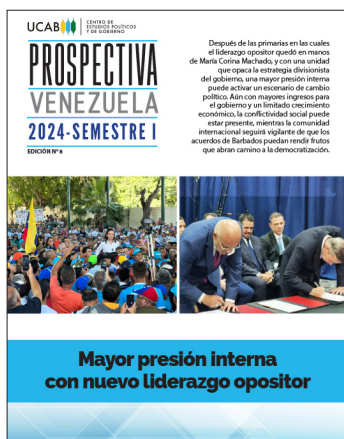 UCAB
CENTRO DE
ESTUDIOS POLÍTICOS
Y DE GOBIERNO
PROSPECTIVA
VENEZUELA
2024-SEMESTRE I
EDICIÓN Nº 8
Después de las primarias en las cuales
el liderazgo opositor quedó en manos
de María Corina Machado, y con una unidad
que opaca la estrategia divisionista
del gobierno, una mayor presión interna
puede activar un escenario de cambio
político. Aún con mayores ingresos para
el gobierno y un limitado crecimiento
económico, la conflictividad social puede
estar presente, mientras la comunidad
internacional seguirá vigilante de que los
acuerdos de Barbados puedan rendir frutos
que abran camino a la democratización.
Mayor presión interna
con nuevo liderazgo opositor